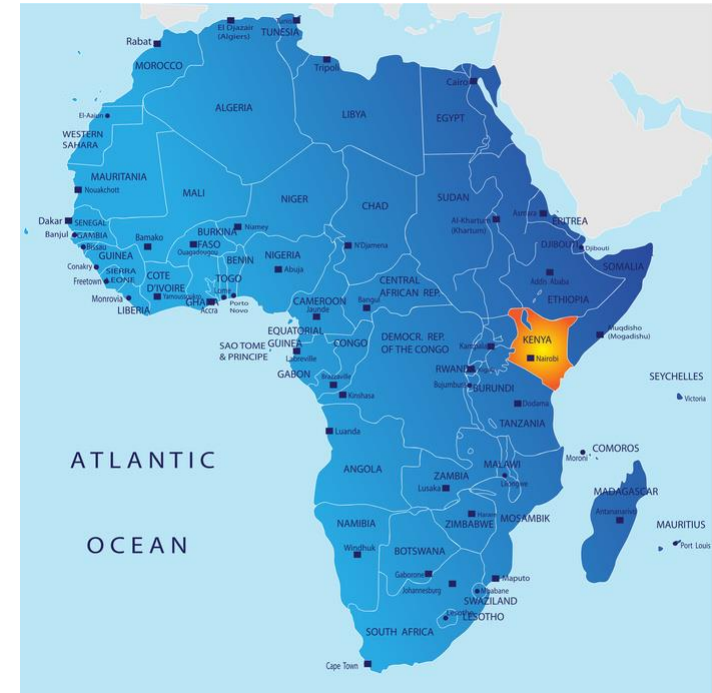 El Djazair
(Algiers)
TUNESIA
Rabat
MOROCCO
Tripoli
Cairo
ALGERIA
LIBYA
EGYPT
El-Aaiun
WESTERN
SAHARA
MAURITANIA
Nouakchott
MALI
NIGER
CHAD
SUDAN
Al-Khartum
(Khartum)
Asmara
ERITREA
Dakar
SENEGAL
Banjul
GAMBIA
Bissau
Bamako
BURKINA
FASO
Ouagadougou
Niamey
N'Djamena
DJIBOUTI
Djibouti
GUINEA
Conakry
SIERRA
LEONE
Freetown
COTE
D'IVOIRE
Yamoussoukro
Monrovia
LIBERIA
GHANA
Accra
TOGO
Lome
BENIN
Porto-
Novo
NIGERIA
Abuja
SOMALIA
Addis Ababa
ETHIOPIA
CENTRAL
AFRICAN REP.
CAMEROON
Jaunde
Bangui
EQUATORIAL
GUINEA
SAO TOME
& PRINCIPE
Libreville
GABON
CONGO
Brazzaville
Kinshasa
DEMOCR. REP.
OF THE CONGO
Kampala
KENYA
Nairobi
Muqdisho
(Mogadishu)
RWANDA
Bujumbura
BURUNDI
SEYCHELLES
Victoria
Dodama
TANZANIA
Luanda
ATLANTIC
OCEAN
ANGOLA
ZAMBIA
Lusaka
MALAWI
Lilongwe
COMOROS
Moroni
MADAGASCAR
Antananarivo
MAURITIUS
Port Louis
NAMIBIA
Windhuk
ZIMBABWE
Harare
MOSAMBIK
BOTSWANA
Gaborone
Johannesburg
Maputo
Mbabane
SWAZILAND
LESOTHO
SOUTH AFRICA
Cape Town